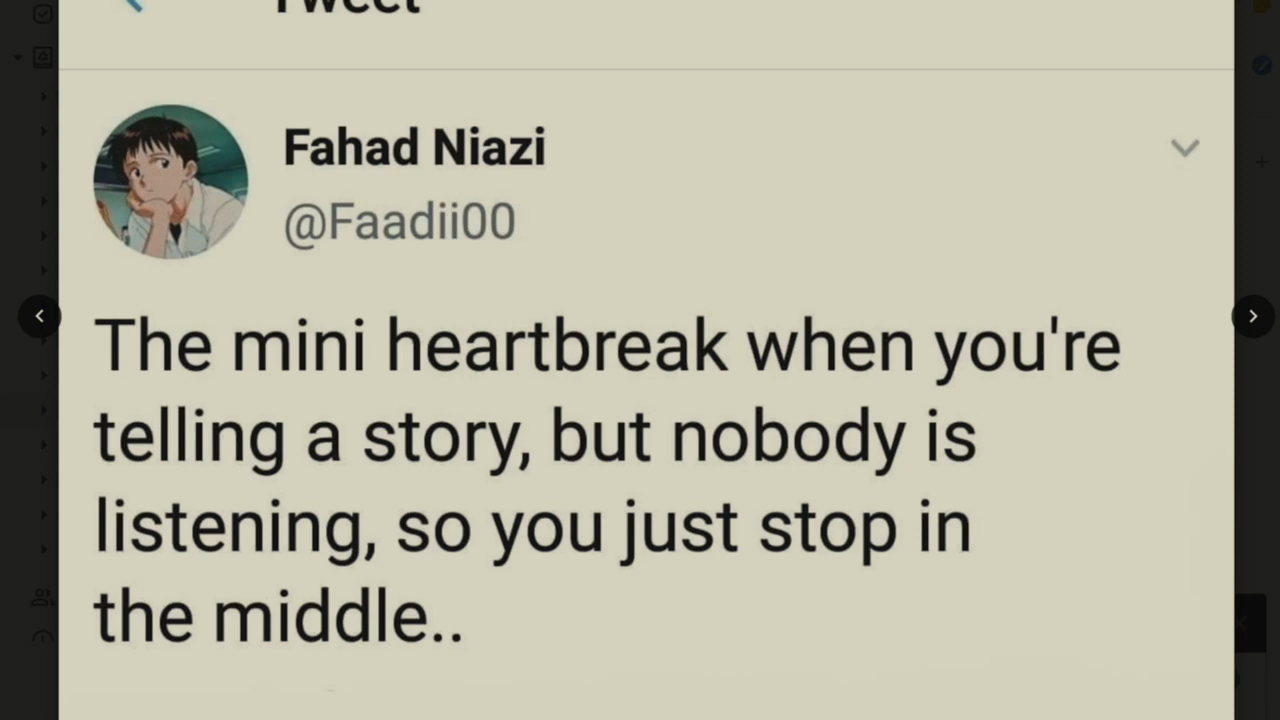 Tweet
Fahad Niazi
@Faadii00
The mini heartbreak when you're
telling a story, but nobody is
listening, so you just stop in
the middle..